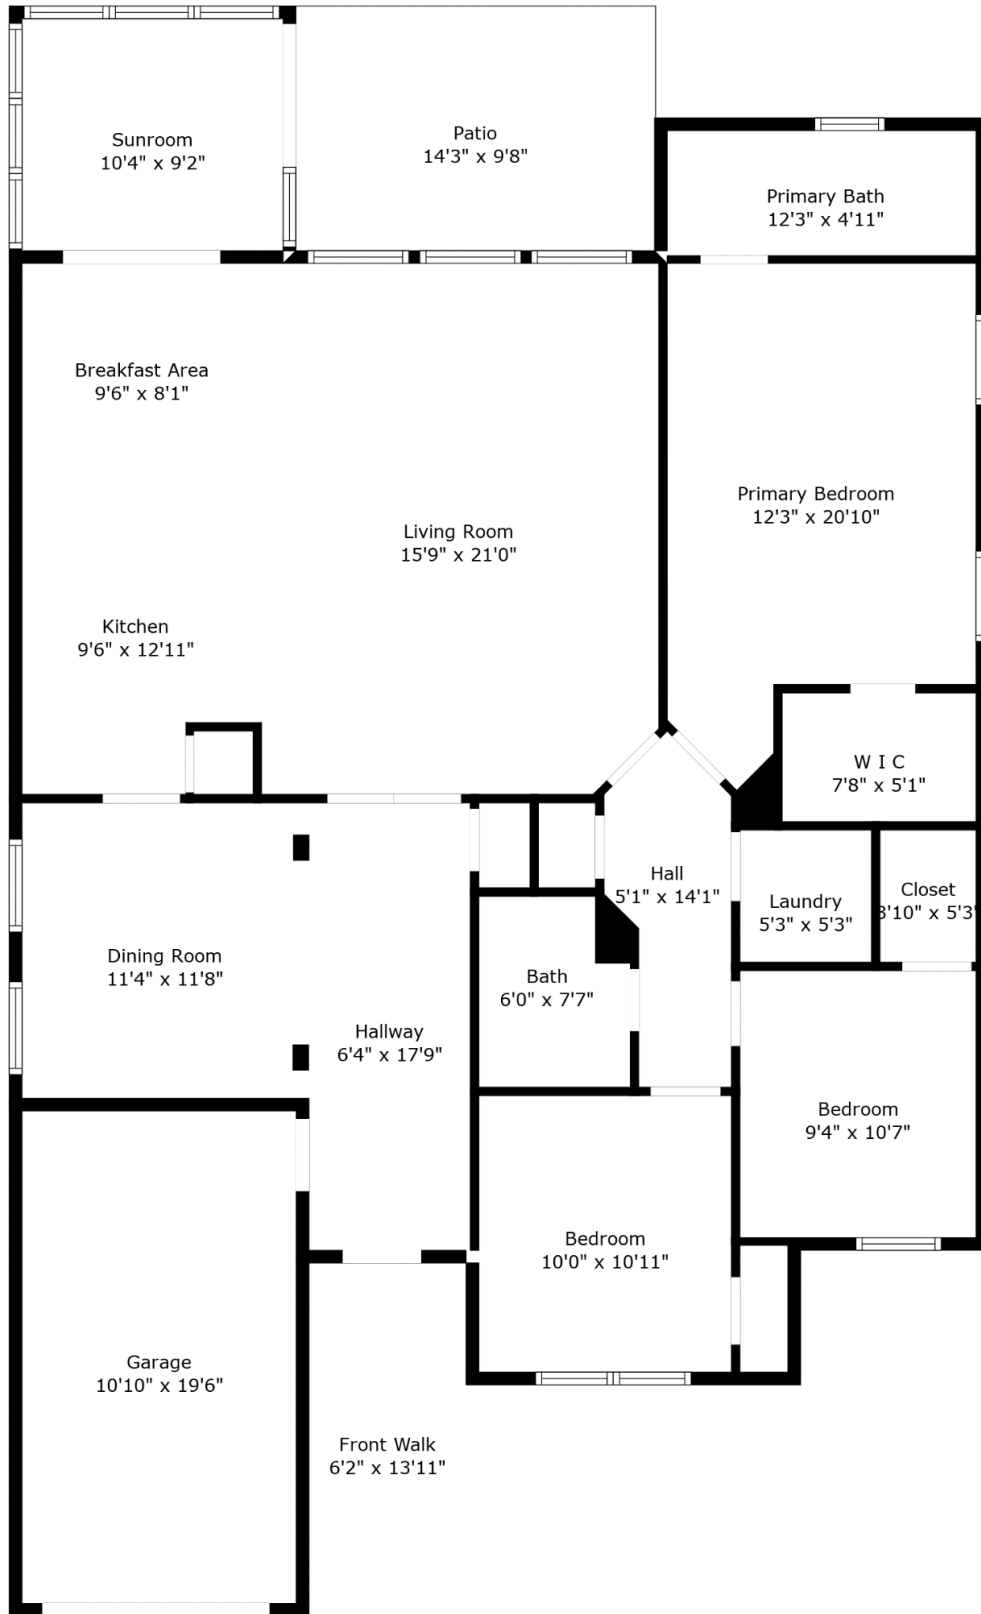 Sunroom
10'4" x 9'2"
Patio
14'3" x 9'8"
Primary Bath
12'3" x 4'11"
Breakfast Area
9'6" x 8'1"
Living Room
15'9" x 21'0"
Primary Bedroom
12'3" x 20'10"
Kitchen
9'6" x 12'11"
W I C
7'8" x 5'1"
Hall
5'1" x 14'1"
Laundry
5'3" x 5'3"
Closet
3'10" x 5'3"
Dining Room
11'4" x 11'8"
Bath
6'0" x 7'7"
Hallway
6'4" x 17'9"
Bedroom
9'4" x 10'7"
Bedroom
10'0" x 10'11"
Garage
10'10" x 19'6"
Front Walk
6'2" x 13'11"